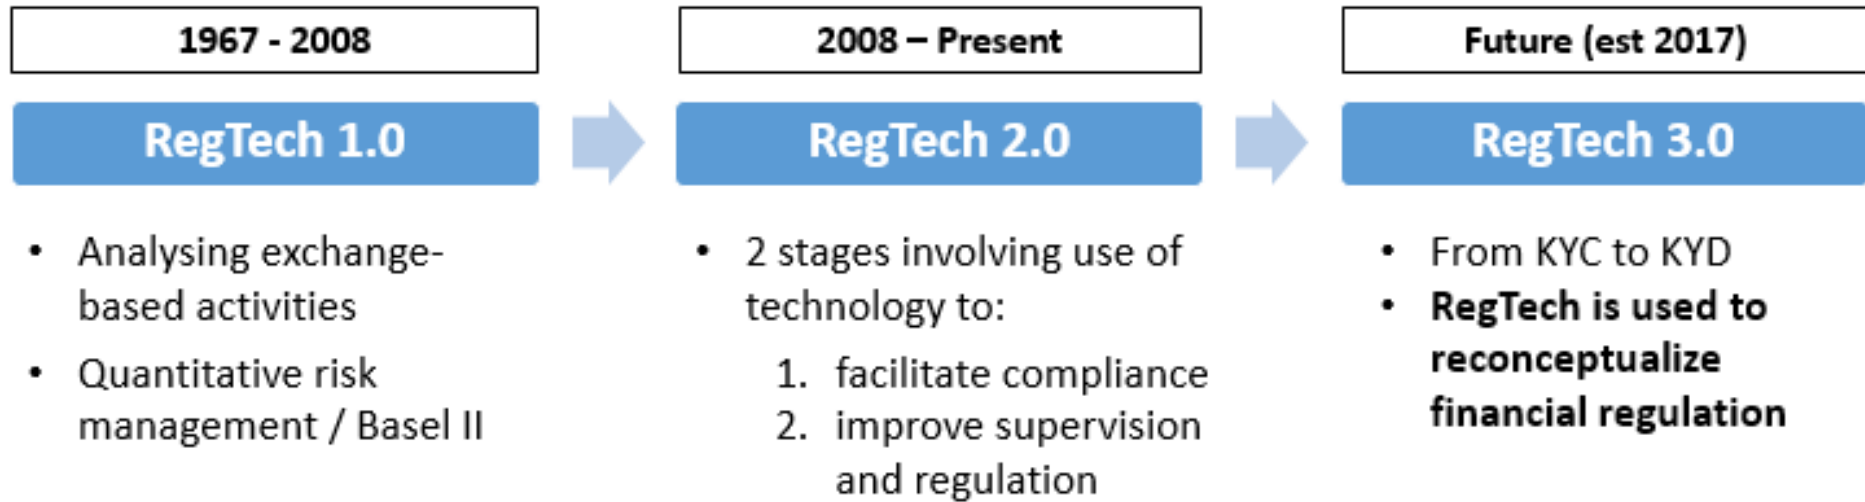 1967 - 2008
RegTech 1.0
• Analysing exchange-
based activities
• Quantitative risk
management / Basel II
2008 – Present
RegTech 2.0
• 2 stages involving use of
technology to:
1. facilitate compliance
2. improve supervision
and regulation
Future (est 2017)
RegTech 3.0
• From KYC to KYD
• RegTech is used to
reconceptualize
financial regulation